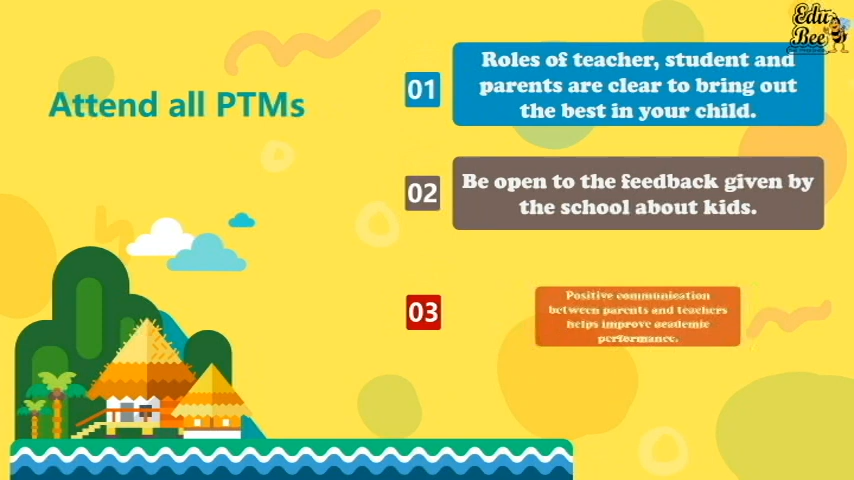 Edu
Bee
Attend all PTMs
01
Roles of teacher, student and
parents are clear to bring out
the best in your child.
02
Be open to the feedback given by
the school about kids.
03
Positive communication
between parents and teachers
helps improve academic
performance.